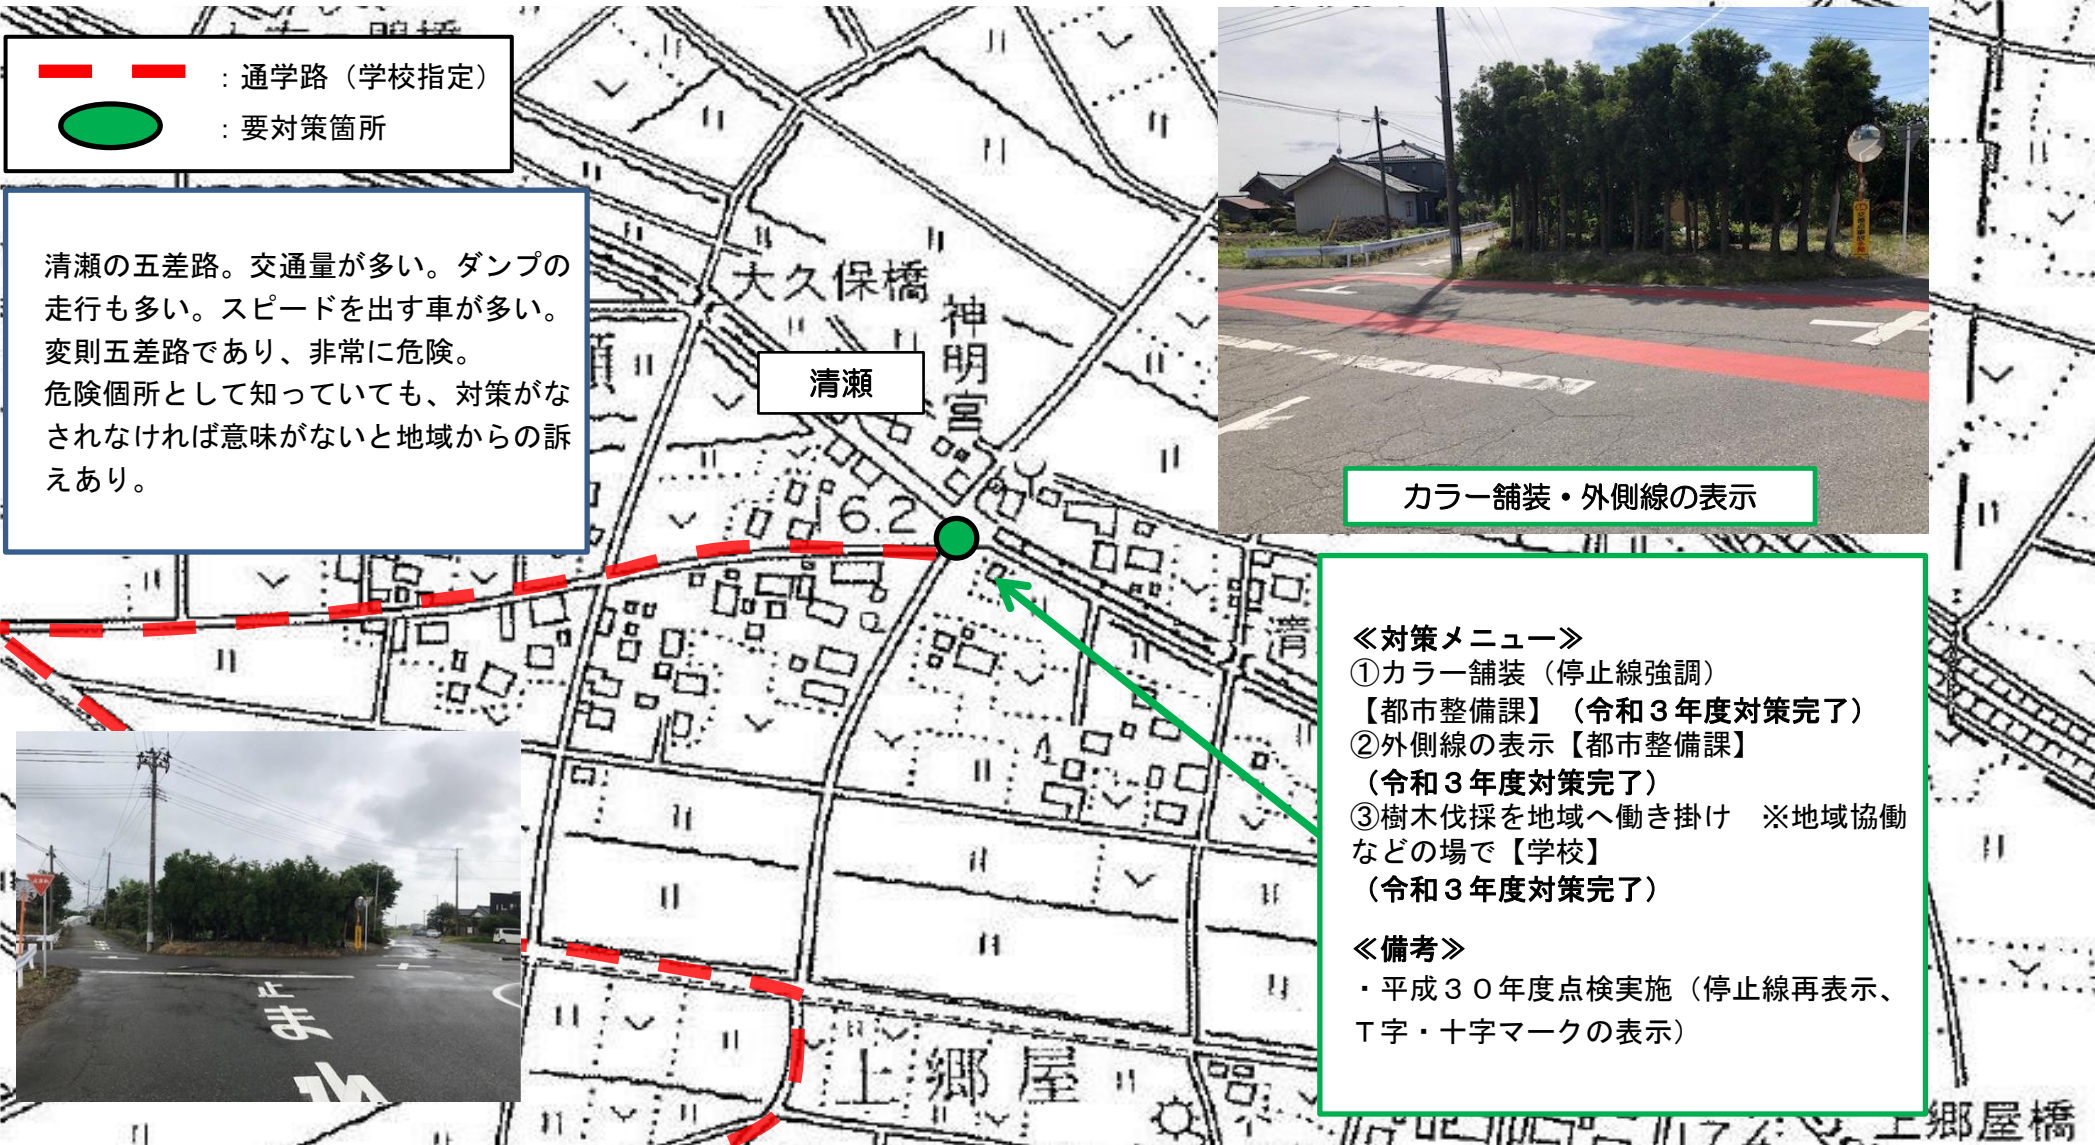 ：通学路（学校指定）
：要対策箇所
清瀬の五差路。交通量が多い。ダンプの
走行も多い。スピードを出す車が多い。
変則五差路であり、非常に危険。
危険個所として知っていても、対策がな
されなければ意味がないと地域からの訴
えあり。
大久保橋
神明宮
清瀬
16.2
カラー舗装・外側線の表示
≪対策メニュー≫
①カラー舗装（停止線強調）
【都市整備課】（令和３年度対策完了）
②外側線の表示【都市整備課】
（令和３年度対策完了）
③樹木伐採を地域へ働き掛け　※地域協働
などの場で【学校】
（令和３年度対策完了）
≪備考≫
・平成３０年度点検実施（停止線再表示、
Ｔ字・十字マークの表示）
止まれ
上郷屋
上郷屋橋